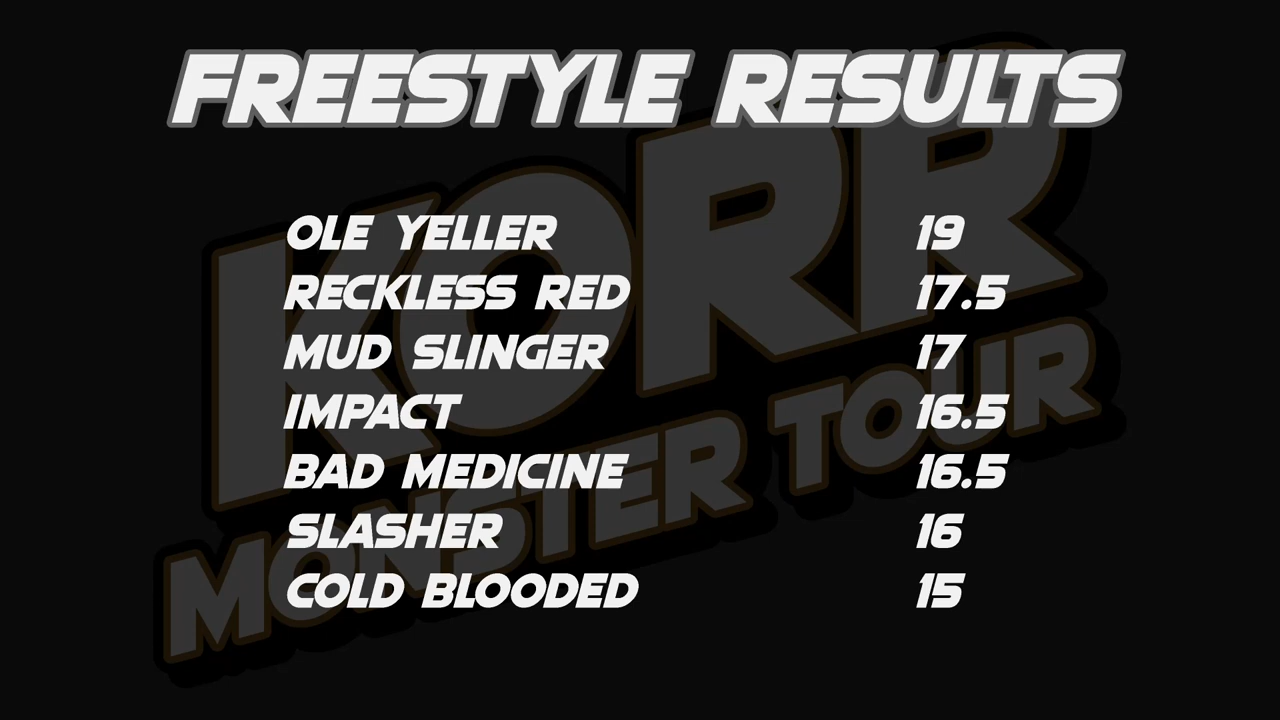 FREESTYLE RESULTS
KORR
MONSTER TOUR
OLE YELLER 19
RECKLESS RED 17.5
MUD SLINGER 17
IMPACT 16.5
BAD MEDICINE 16.5
SLASHER 16
COLD BLOODED 15